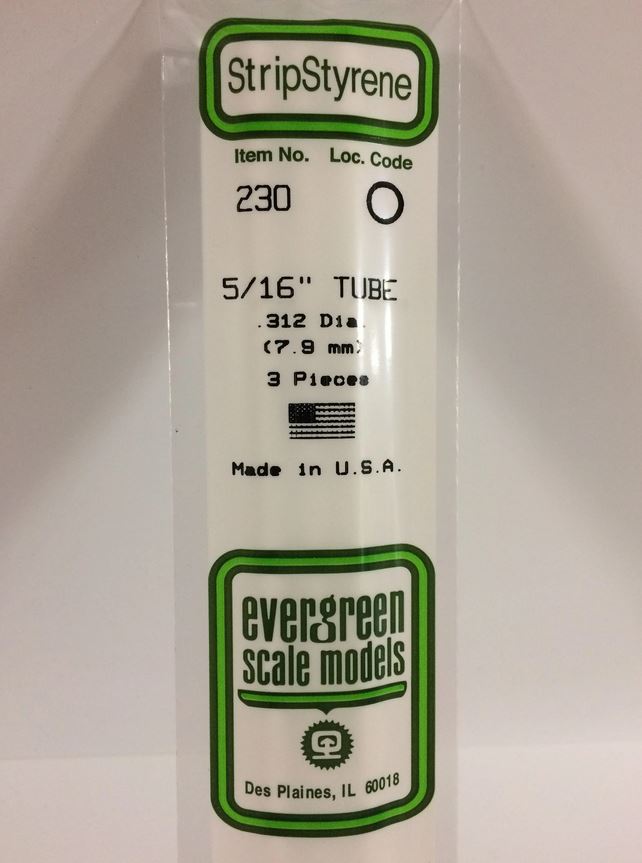 StripStyrene
Item No. Loc. Code
230 O
5/16" TUBE
.312 Dia.
(7.9 mm)
3 Pieces
Made in U.S.A.
evergreen
scale models
Des Plaines, IL 60018